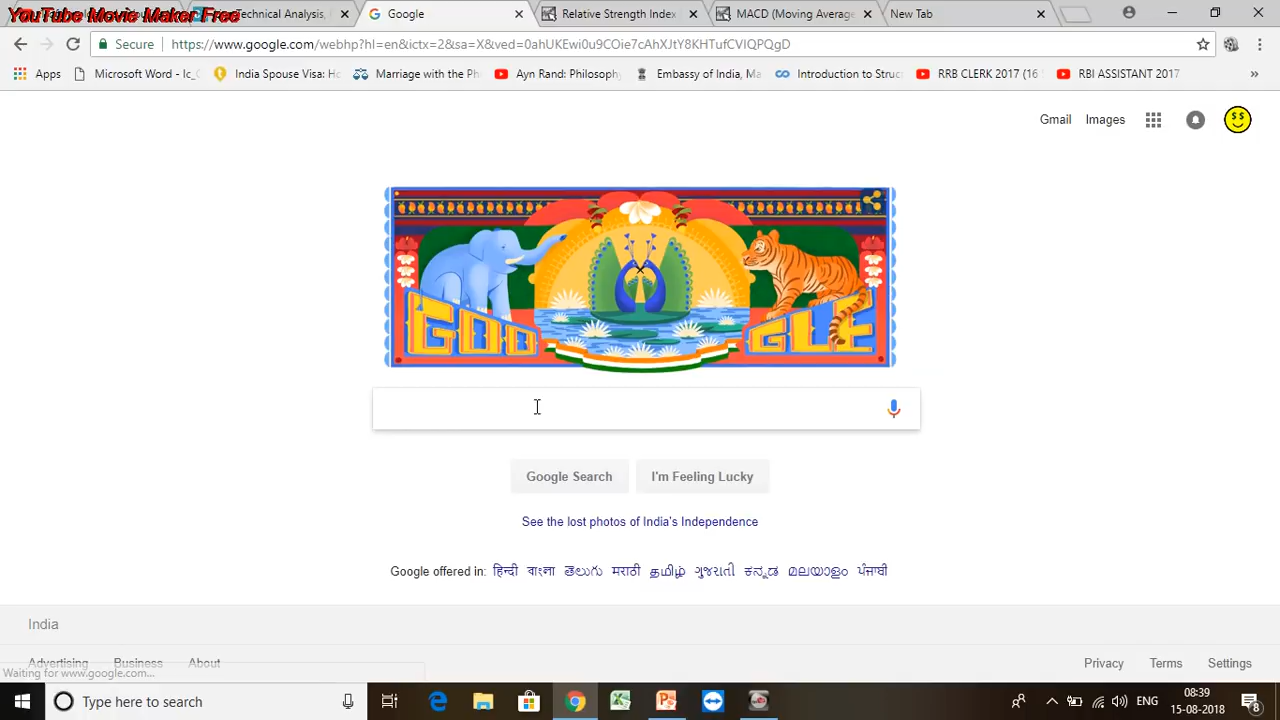 YouTube Movie Maker Free
Technical Analysis,
Google
Relative Strength Index
MACD (Moving Average
New Tab
Secure
https://www.google.com/webhp?hl=en&ictx=2&sa=X&ved=0ahUKEwi0u9COie7cAhXJtY8KHTufCVIQPQgD
Apps
Microsoft Word - Ic_
India Spouse Visa: Ho
Marriage with the Ph
Ayn Rand: Philosophy
Embassy of India, Ma
Introduction to Struc
RRB CLERK 2017 (16
RBI ASSISTANT 2017
»
Gmail
Images
GOO GLE
Google Search
I'm Feeling Lucky
See the lost photos of India's Independence
Google offered in: हिन्दी বাংলা తెలుగు मराठी தமிழ் ગુજરાતી ಕನ್ನಡ മലയാളം ਪੰਜਾਬੀ
India
Advertising
Business
About
Privacy
Terms
Settings
Waiting for www.google.com...
Type here to search
ENG
08:39
15-08-2018
8